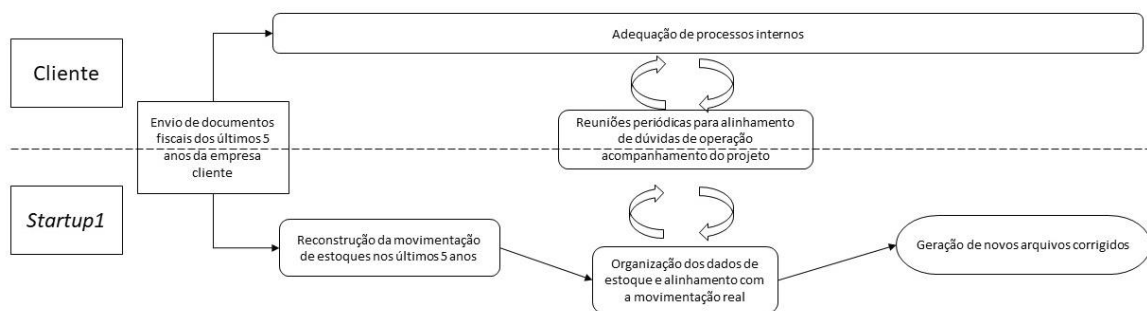 Adequação de processos internos
Cliente
Envio de documentos
fiscais dos últimos 5
anos da empresa
cliente
Reuniões periódicas para alinhamento
de dúvidas de operação
acompanhamento do projeto
Startup1
Reconstrução da movimentação
de estoques nos últimos 5 anos
Organização dos dados de
estoque e alinhamento com
a movimentação real
Geração de novos arquivos corrigidos